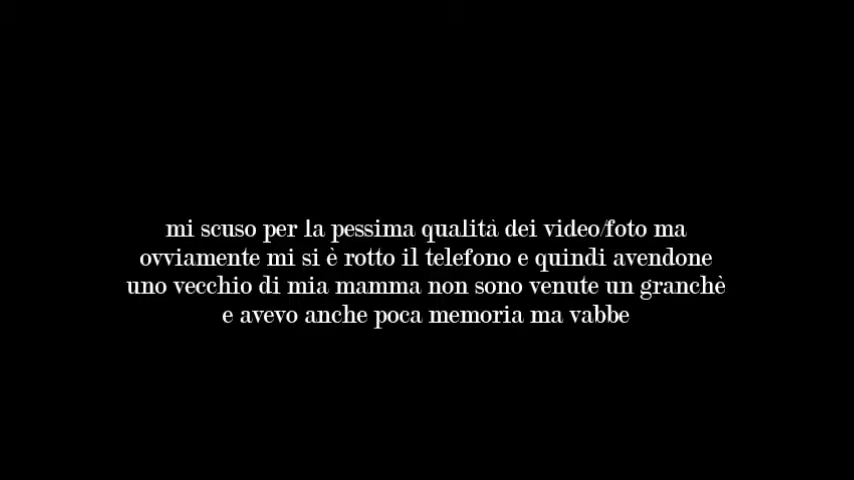 mi scuso per la pessima qualità dei video/foto ma
ovviamente mi si è rotto il telefono e quindi avendone
uno vecchio di mia mamma non sono venute un granchè
e avevo anche poca memoria ma vabbe